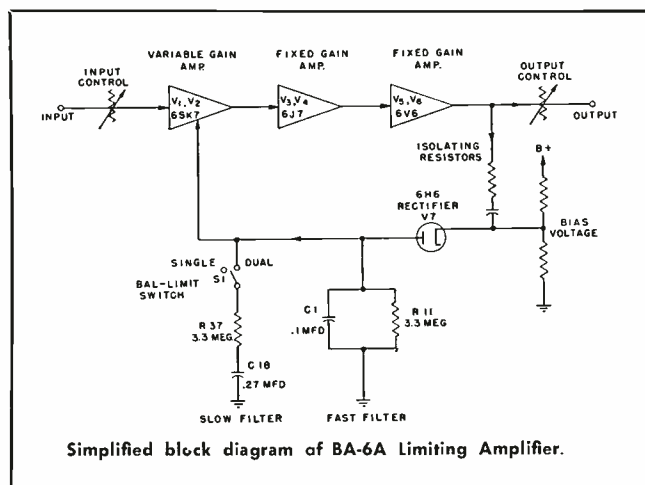 VARIABLE GAIN
AMP.
FIXED GAIN
AMP.
FIXED GAIN
AMP.
INPUT
CONTROL
OUTPUT
CONTROL
V1, V2
6SK7
V3, V4
6J7
V5, V6
6V6
INPUT
OUTPUT
ISOLATING
RESISTORS
B+
6H6
RECTIFIER
V7
BIAS
VOLTAGE
SINGLE
DUAL
S1
BAL-LIMIT
SWITCH
R 37
3.3 MEG.
C 18
.27 MFD
C 1
.1 MFD
R 11
3.3 MEG
SLOW FILTER
FAST FILTER
Simplified block diagram of BA-6A Limiting Amplifier.